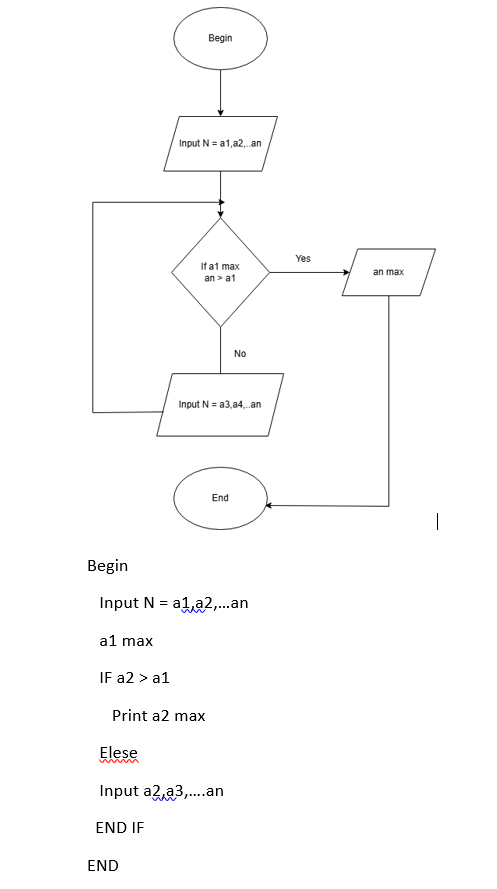 Begin
Input N = a1,a2,..an
If a1 max
an > a1
Yes
an max
No
Input N = a3,a4,..an
End
Begin
Input N = a1,a2,...an
a1 max
IF a2 > a1
Print a2 max
Elese
Input a2,a3,....an
END IF
END